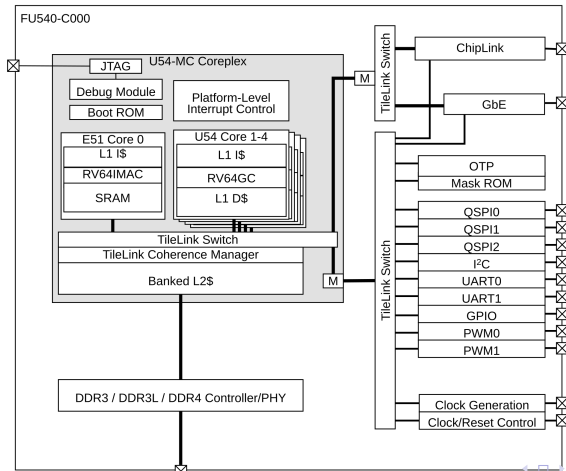 FU540-C000
U54-MC Coreplex
JTAG
Debug Module
Boot ROM
Platform-Level
Interrupt Control
E51 Core 0
L1 I$
RV64IMAC
SRAM
U54 Core 1-4
L1 I$
RV64GC
L1 D$
TileLink Switch
TileLink Coherence Manager
Banked L2$
DDR3 / DDR3L / DDR4 Controller/PHY
M
M
TileLink Switch
ChipLink
GbE
TileLink Switch
OTP
Mask ROM
QSPI0
QSPI1
QSPI2
I²C
UART0
UART1
GPIO
PWM0
PWM1
Clock Generation
Clock/Reset Control